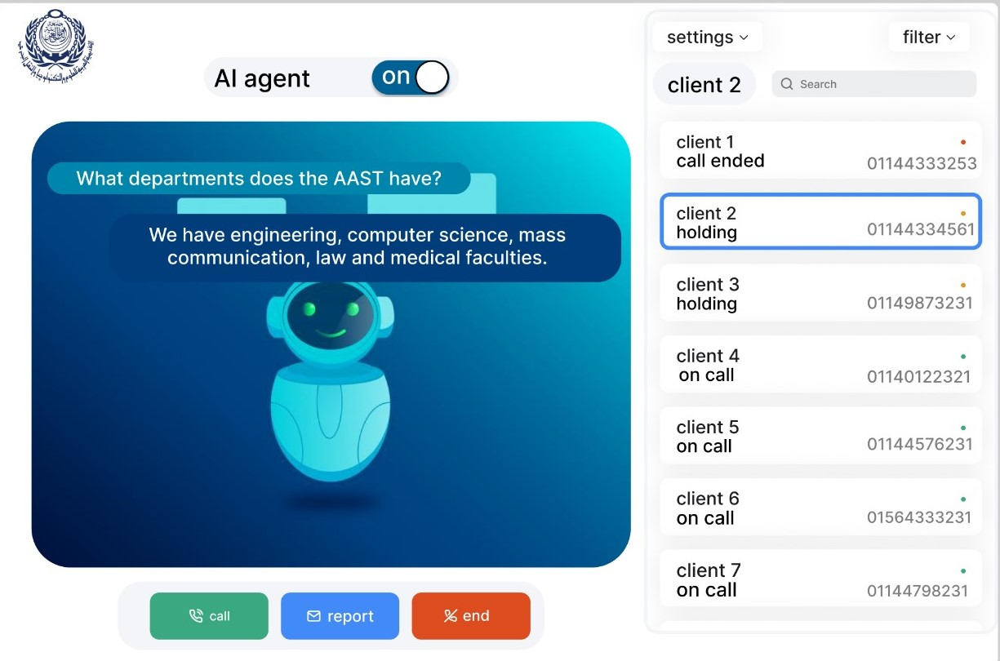 AI agent
on
What departments does the AAST have?
We have engineering, computer science, mass
communication, law and medical faculties.
call
report
end
settings
filter
client 2
Search
client 1
call ended
01144333253
client 2
holding
01144334561
client 3
holding
01149873231
client 4
on call
01140122321
client 5
on call
01144576231
client 6
on call
01564333231
client 7
on call
01144798231